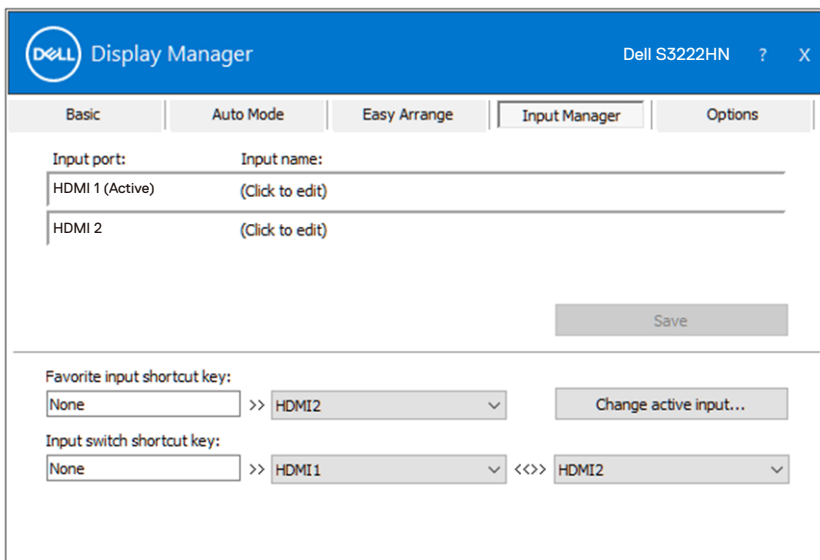 DELL Display Manager Dell S3222HN ? X
Basic Auto Mode Easy Arrange Input Manager Options
Input port: Input name:
HDMI 1 (Active) (Click to edit)
HDMI 2 (Click to edit)
Save
Favorite input shortcut key:
None >> HDMI2 Change active input...
Input switch shortcut key:
None >> HDMI1 <<>> HDMI2